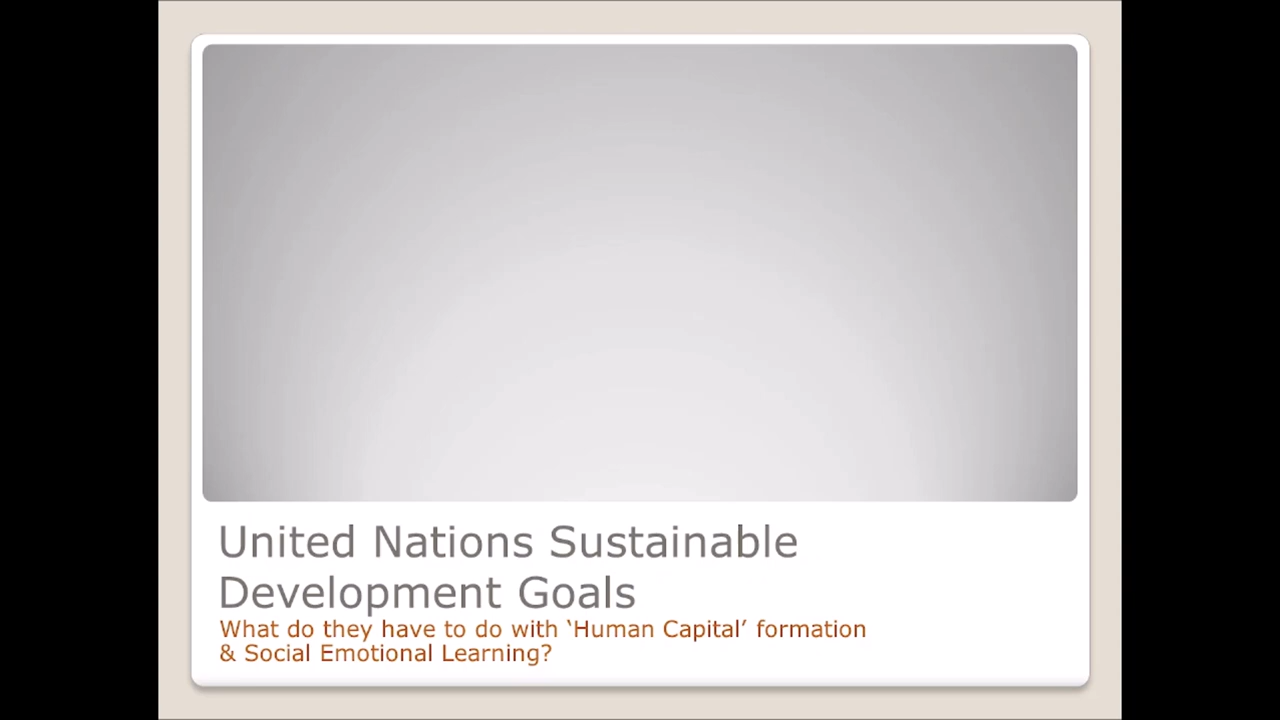 United Nations Sustainable
Development Goals
What do they have to do with ‘Human Capital’ formation
& Social Emotional Learning?